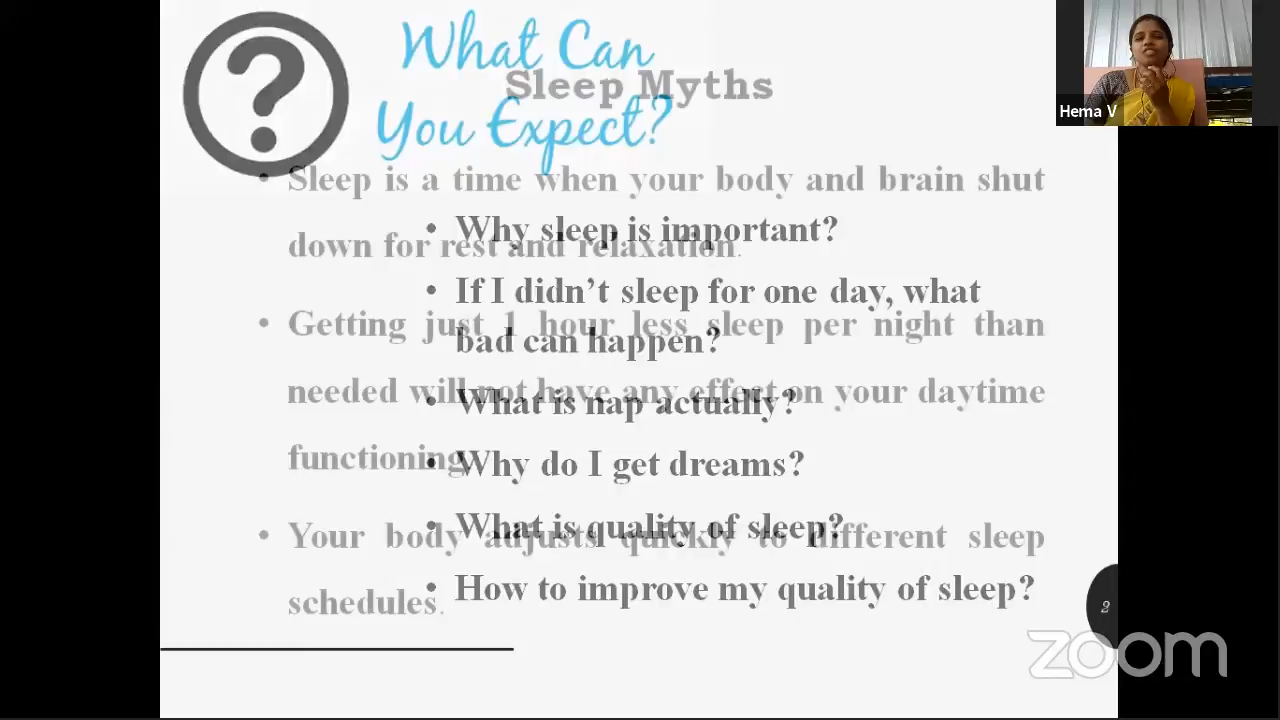 What Can
You Expect?
Sleep Myths
• Sleep is a time when your body and brain shut
down for rest and relaxation.
• Getting just 1 hour less sleep per night than
needed will not have any effect on your daytime
functioning.
• Your body adjusts quickly to different sleep
schedules.
• Why sleep is important?
• If I didn’t sleep for one day, what
bad can happen?
• What is nap actually?
• Why do I get dreams?
• What is quality of sleep?
• How to improve my quality of sleep?
2
Hema V
zoom